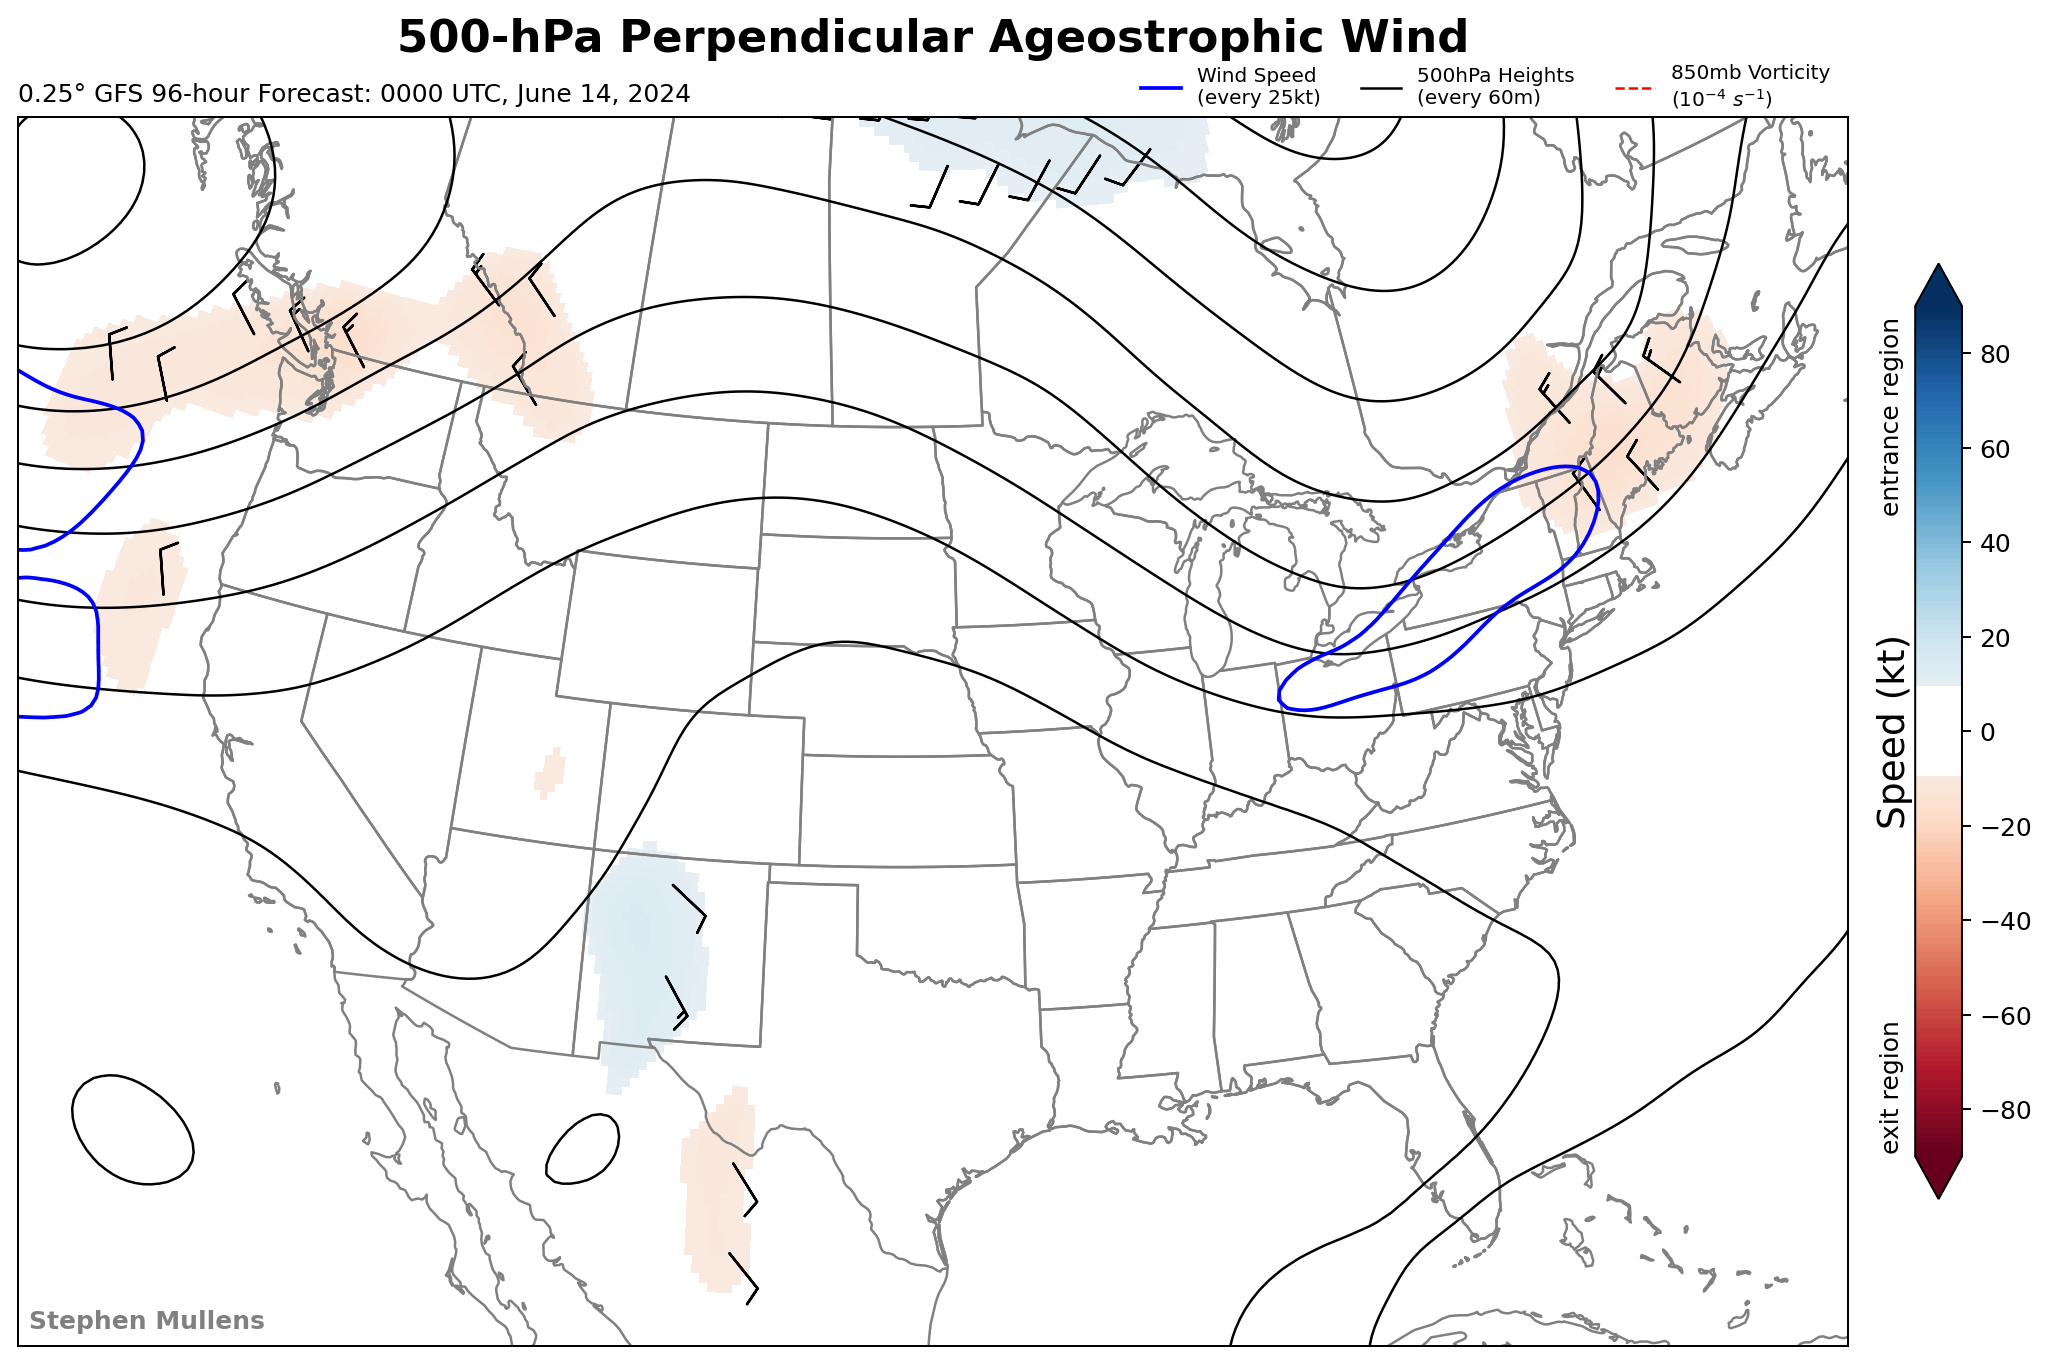 500-hPa Perpendicular Ageostrophic Wind
0.25° GFS 96-hour Forecast: 0000 UTC, June 14, 2024
Wind Speed
(every 25kt)
500hPa Heights
(every 60m)
850mb Vorticity
(10⁻⁴ s⁻¹)
entrance region
Speed (kt)
exit region
80
60
40
20
0
−20
−40
−60
−80
Stephen Mullens